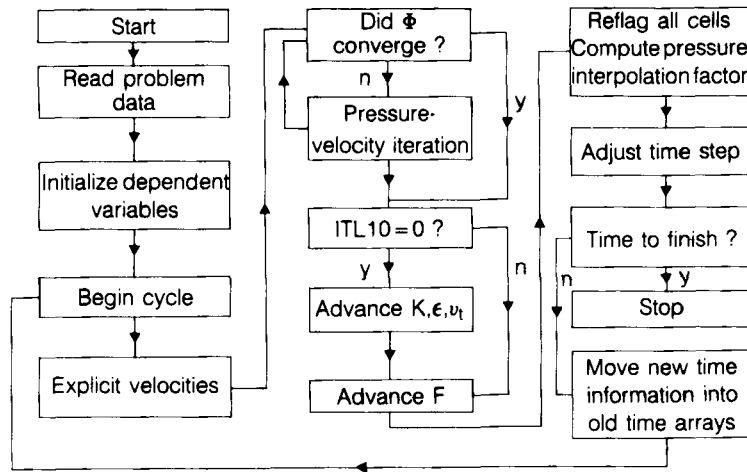 Start
Read problem
data
Initialize dependent
variables
Begin cycle
Explicit velocities
Did Φ
converge ?
n
y
Pressure-
velocity iteration
ITL10 = 0 ?
y
n
Advance K,ϵ,υt
Advance F
Reflag all cells
Compute pressure
interpolation factor
Adjust time step
Time to finish ?
n
y
Stop
Move new time
information into
old time arrays